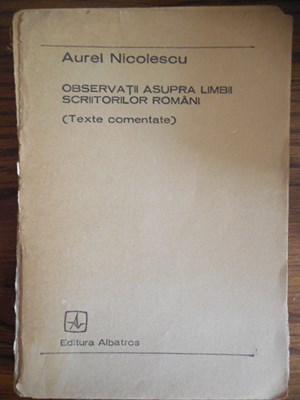 Aurel Nicolescu
OBSERVAȚII ASUPRA LIMBII
SCRIITORILOR ROMÂNI
(Texte comentate)
Editura Albatros